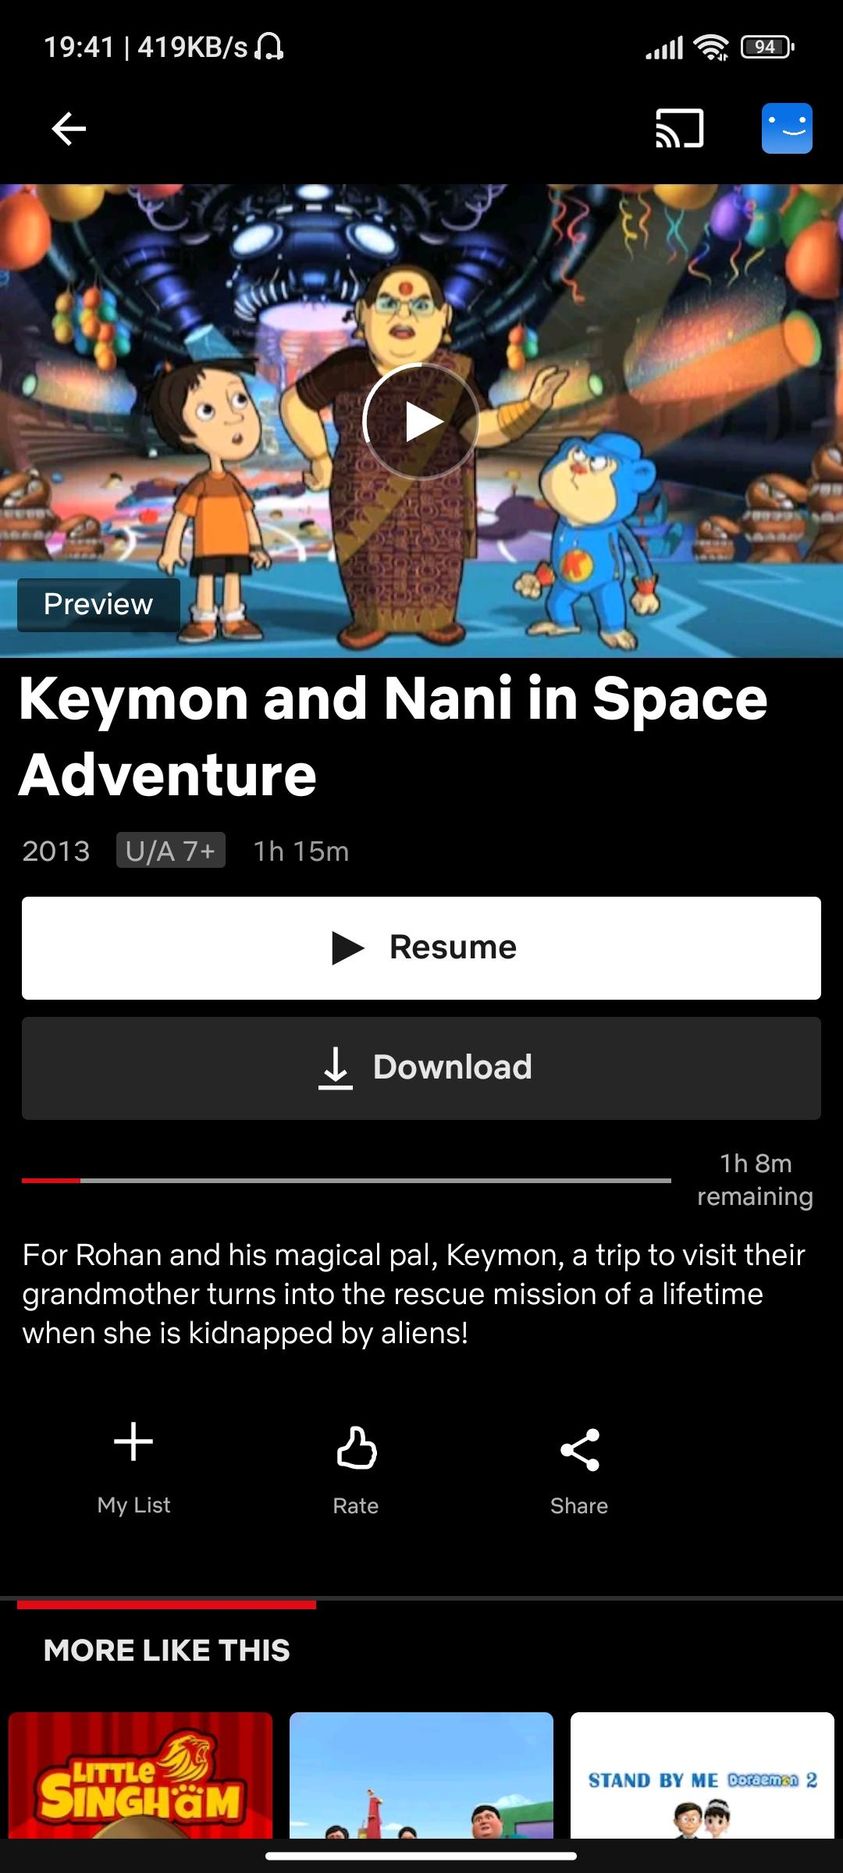 19:41 | 419KB/s
94
Preview
K
Keymon and Nani in Space
Adventure
2013 U/A 7+ 1h 15m
Resume
Download
1h 8m
remaining
For Rohan and his magical pal, Keymon, a trip to visit their
grandmother turns into the rescue mission of a lifetime
when she is kidnapped by aliens!
My List Rate Share
MORE LIKE THIS
LITTLE
SINGHAM
STAND BY ME Doraemon 2